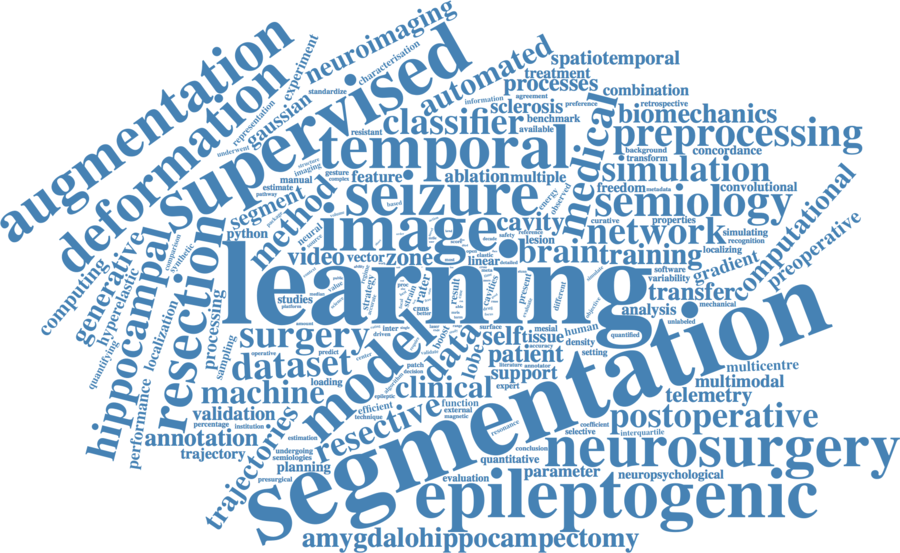 neuroimaging
characterisation
experiment
standardize
augmentation
deformation
supervised
automated
spatiotemporal
treatment
processes
combination
representation
gaussian
underwent
information
agreement
sclerosis
preference
retrospective
benchmark
biomechanics
resistant
classifier
available
preprocessing
background
concordance
transform
temporal
medical
simulation
structure
imaging
gesture
complex
manual
feature
ablation
multiple
estimate
pathway
freedom
metadata
convolutional
energy
observed
segment
method
seizure
semiology
computational
preoperative
based
curative
properties
python
neural
image
cavity
safety
reference
lesion
network
simulating
recognition
comparison
synthetic
video
vector
zone
linear
elastic
brain
training
localizing
computing
generative
hyperelastic
hippocampal
resection
learning
software
variability
gradient
transfer
mechanical
analysis
studies
platform
value
strategy
rater
strain
result
cavities
present
different
objective
quantifying
localization
processing
sampling
surgery
operative
driven
inter
cnns
better
model
data
boost
surface
self
tissue
mesial
accuracy
human
density
quantified
unlabeled
dataset
predict
lobe
patient
literature
annotator
setting
segmentation
machine
loading
patch
decision
algorithm
clinical
expert
support
multicentre
multimodal
telemetry
performance
validation
percentage
institution
efficient
technique
function
external
magnetic
annotation
trajectory
trajectories
estimation
resective
resonance
coefficient
selective
interquartile
postoperative
undergoing
semiologies
presurgical
planning
conclusion
quantitative
neurosurgery
evaluation
parameter
neuropsychological
epileptogenic
amygdalohippocampectomy